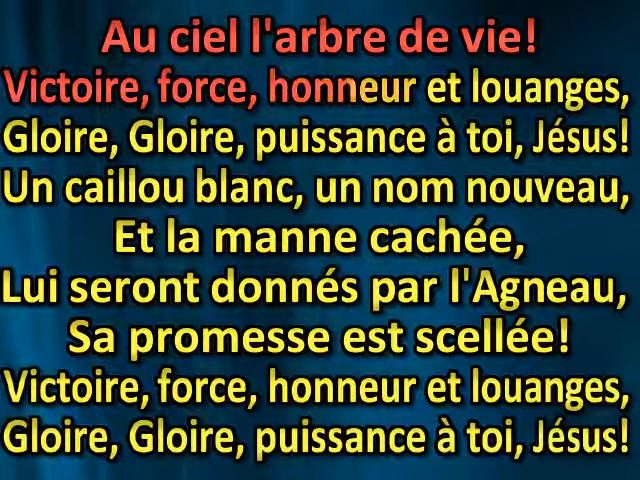 Au ciel l'arbre de vie!
Victoire, force, honneur et louanges,
Gloire, Gloire, puissance à toi, Jésus!
Un caillou blanc, un nom nouveau,
Et la manne cachée,
Lui seront donnés par l'Agneau,
Sa promesse est scellée!
Victoire, force, honneur et louanges,
Gloire, Gloire, puissance à toi, Jésus!